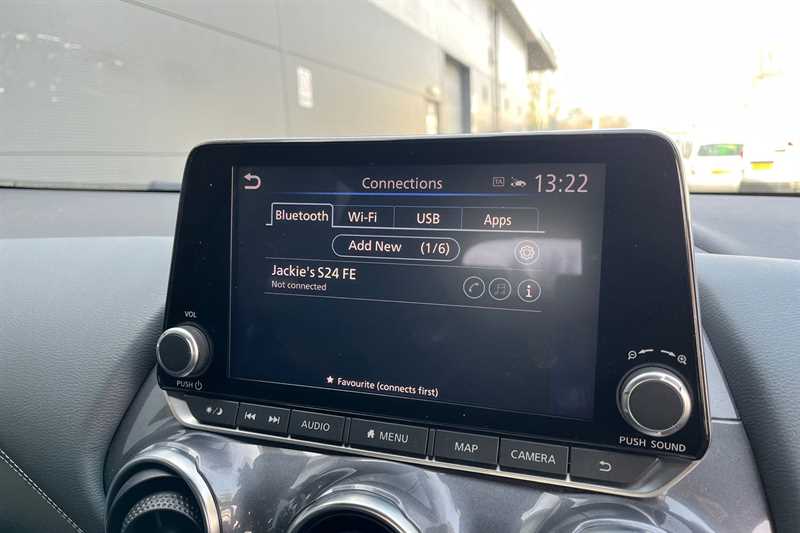 Connections TA 13:22
Bluetooth Wi-Fi USB Apps
Add New (1/6)
Jackie's S24 FE
Not connected
i
★ Favourite (connects first)
VOL
PUSH
AUDIO MENU MAP CAMERA
PUSH SOUND